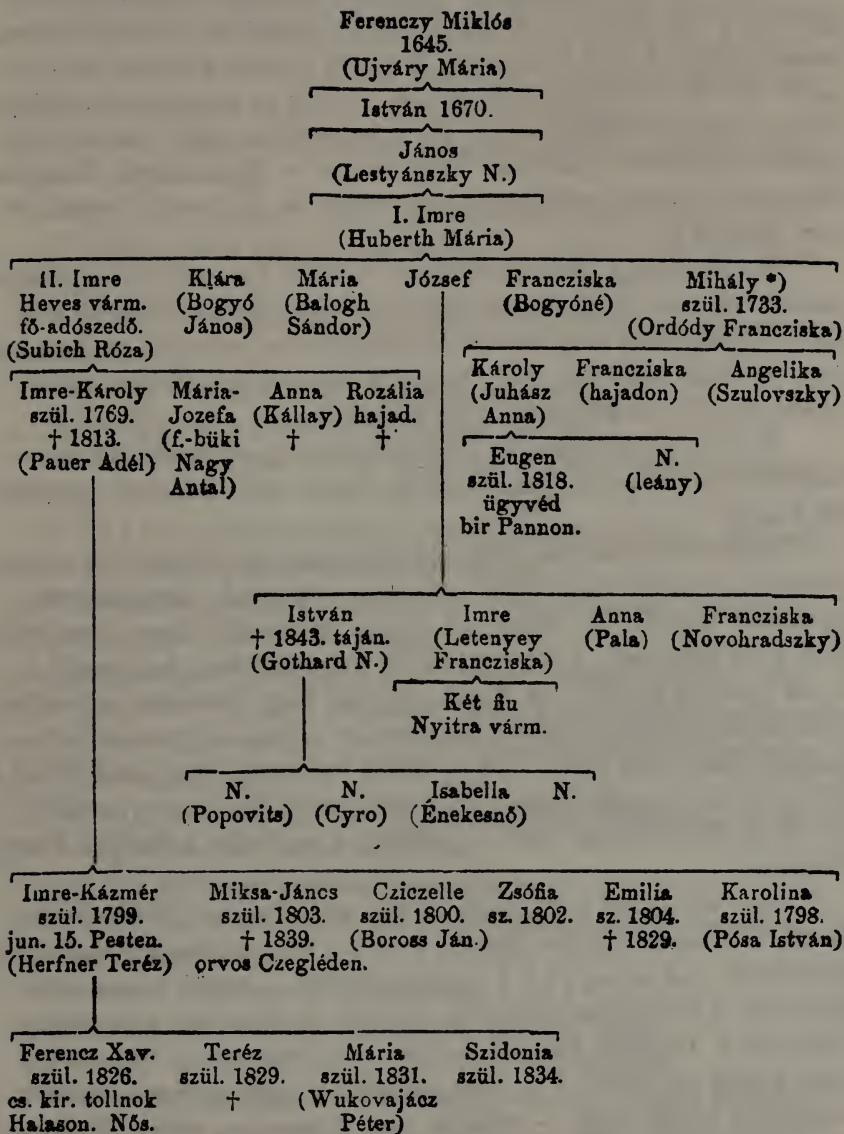 Ferenczy Miklós
1645.
(Ujváry Mária)
István 1670.
János
(Lestyánszky N.)
I. Imre
(Huberth Mária)
II. Imre
Heves várm.
fő-adószedő.
(Subich Róza)
Klára
(Bogyó
János)
Mária
(Balogh
Sándor)
József
Francziska
(Bogyóné)
Mihály *)
szül. 1733.
(Ordódy Francziska)
Imre-Károly
szül. 1769.
† 1813.
(Pauer Adél)
Mária-
Jozefa
(f.-büki
Nagy
Antal)
Anna
(Kállay)
†
Rozália
hajad.
†
Károly
(Juhász
Anna)
Francziska
(hajadon)
Angelika
(Szulovszky)
Eugen
szül. 1818.
ügyvéd
bir Pannon.
N.
(leány)
István
† 1843. táján.
(Gothard N.)
Imre
(Letenyey
Francziska)
Anna
(Pala)
Francziska
(Novohradszky)
Két fiu
Nyitra várm.
N.
(Popovits)
N.
(Cyro)
Isabella
(Énekesnő)
N.
Imre-Kázmér
szül. 1799.
jun. 15. Pesten.
(Herfner Teréz)
Miksa-Jáncs
szül. 1803.
† 1839.
orvos Czegléden.
Cziczelle
szül. 1800.
(Boross Ján.)
Zsófia
sz. 1802.
Emilia
sz. 1804.
† 1829.
Karolina
szül. 1798.
(Pósa István)
Ferencz Xav.
szül. 1826.
cs. kir. tollnok
Halason. Nős.
Teréz
szül. 1829.
†
Mária
szül. 1831.
(Wukovajácz
Péter)
Szidonia
szül. 1834.